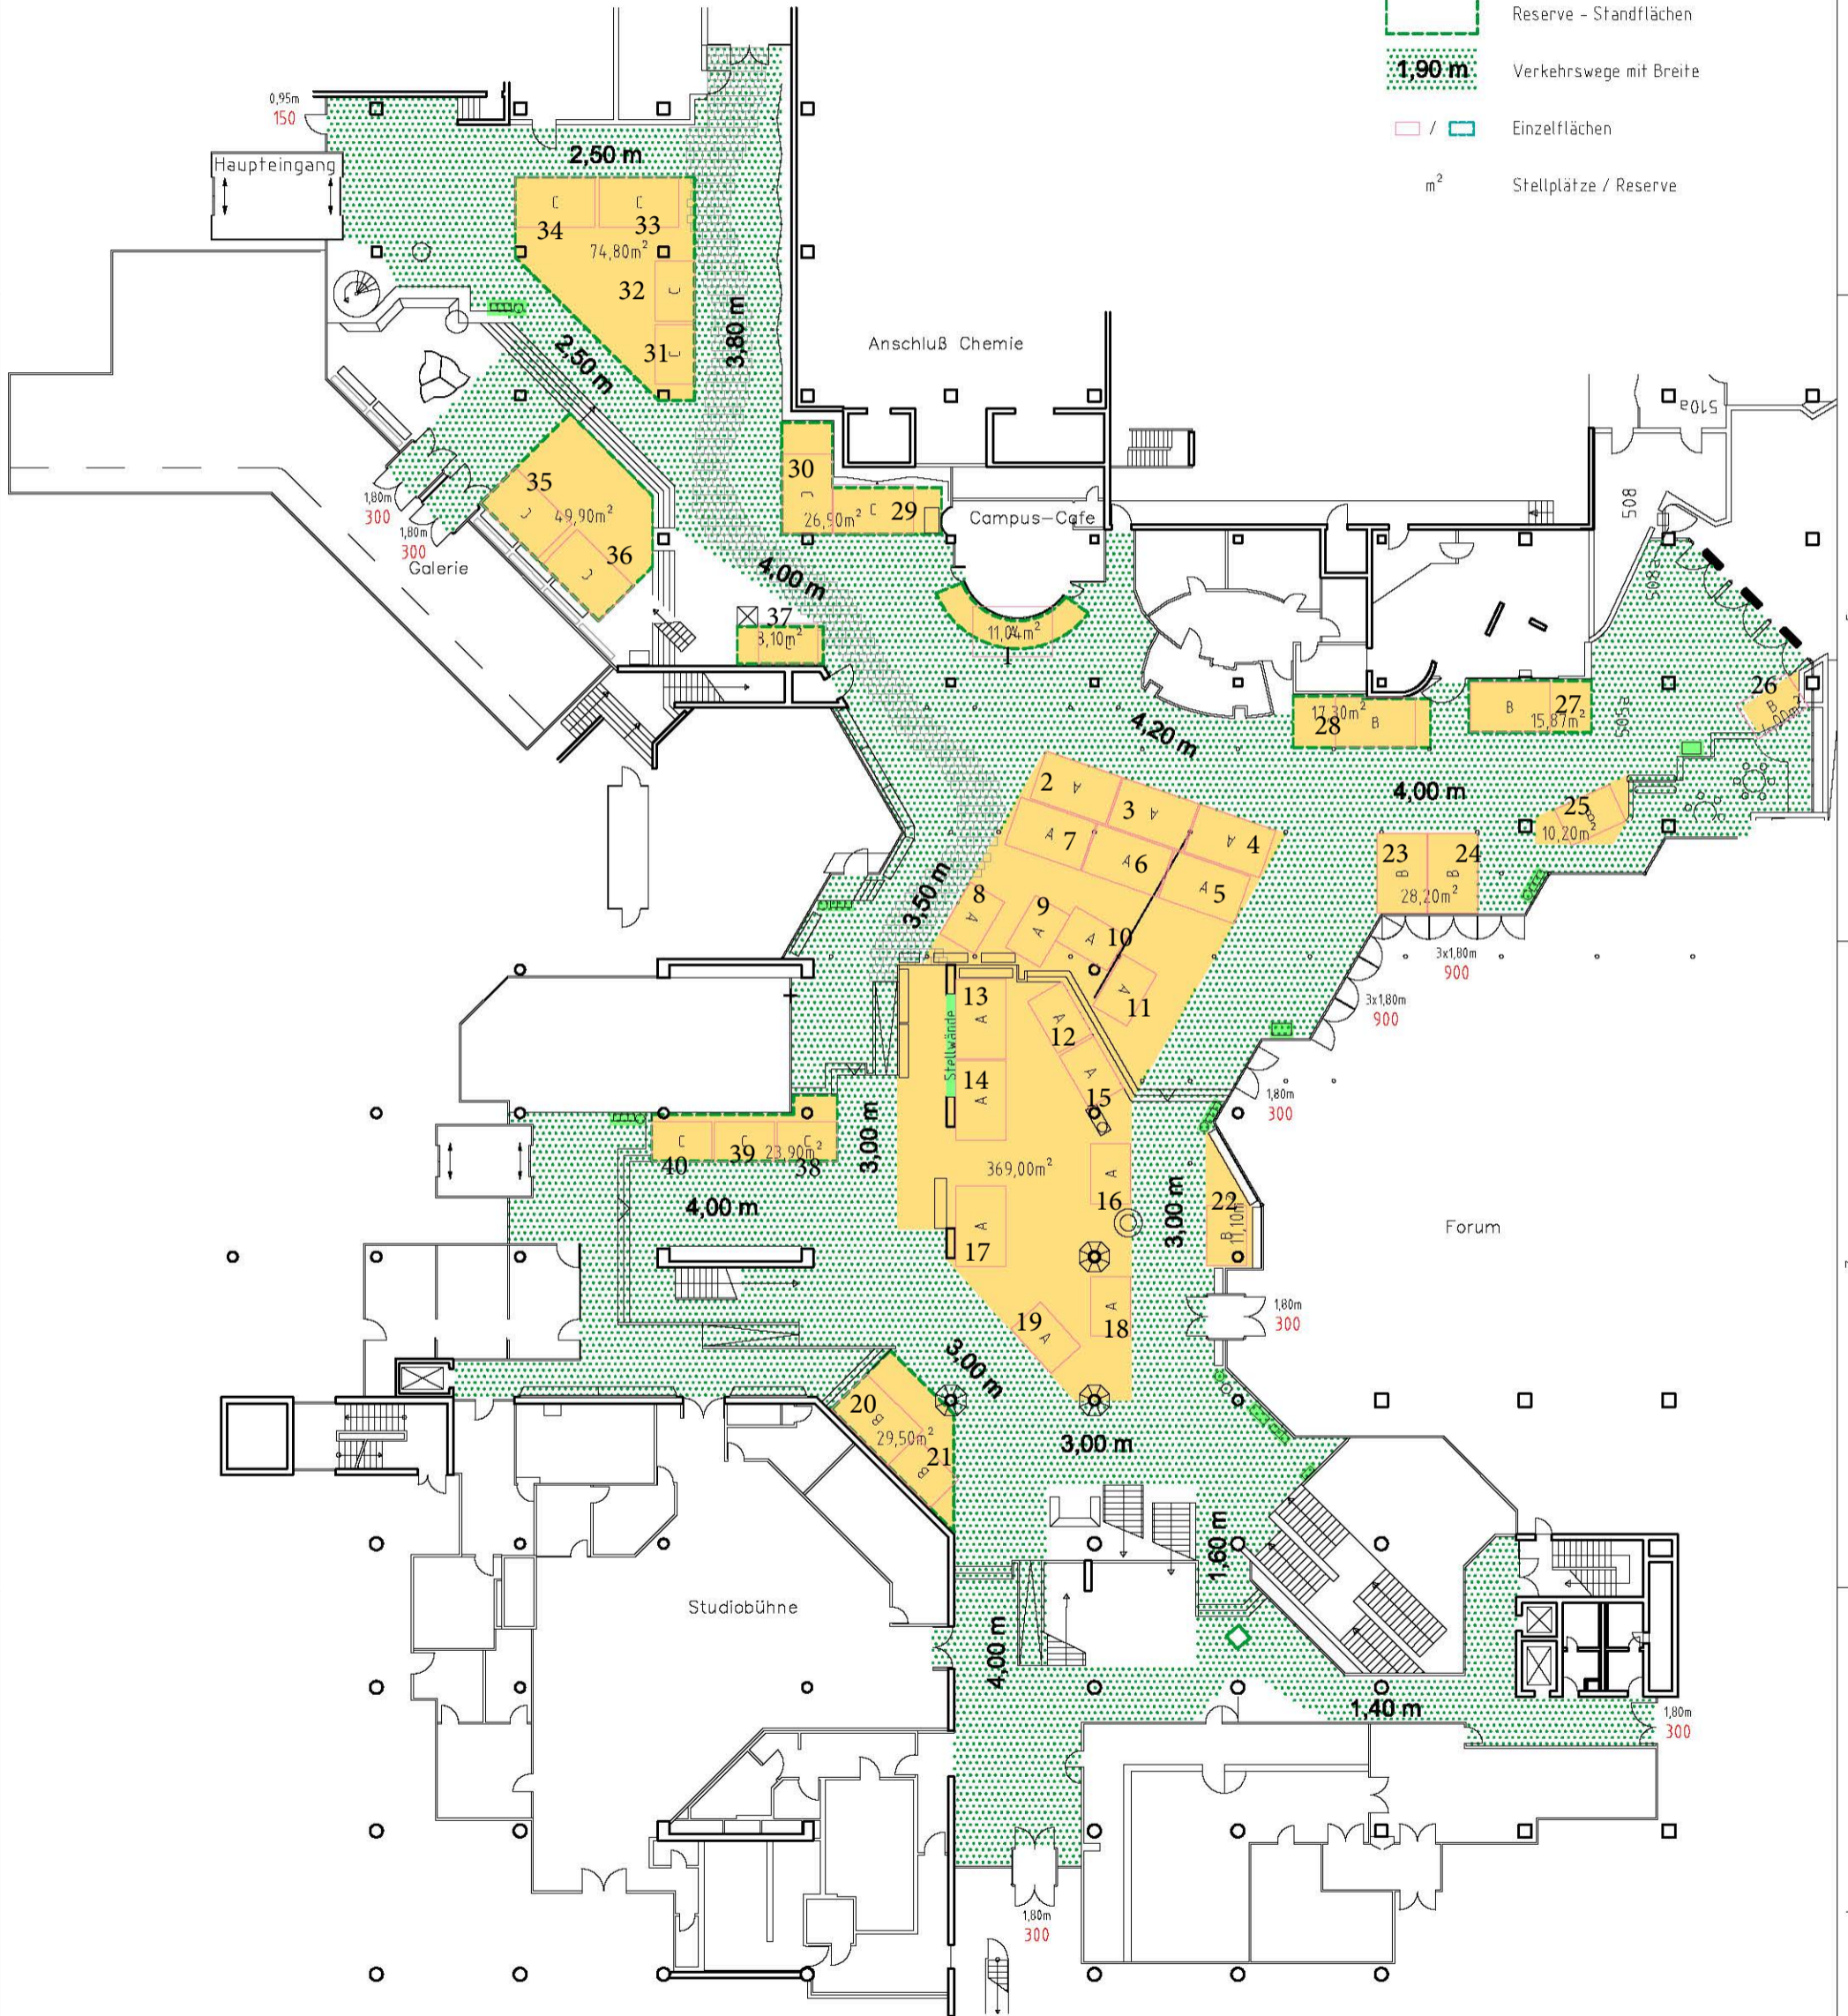 Reserve - Standflächen
1,90 m Verkehrswege mit Breite
/ Einzelflächen
m² Stellplätze / Reserve
0,95m
150
Haupteingang
2,50 m
C C
34 33
74,80m²
32 C
31 C
2,50 m
3,80 m
Anschluß Chemie
510a
508
508a
505a
35
49,90m²
36
1,80m
300
1,80m
300
Galerie
30
C
26,90m²
C 29
Campus-Cafe
4,00 m
37
11,04m²
1
4,20 m
17,30m²
28 B
B 27
15,87m²
26
B
4,00 m
25
10,20m²
23 24
B B
28,20m²
2 A
3 A
A 4
A 7
A 6
A 5
8
A
9
A
A 10
A
11
3,50 m
3x1,80m
900
3x1,80m
900
1,80m
300
13
A
Stellwände
A
12
14
A
A
15
3,00 m
C C C
40 39 23,90m² 38
369,00m²
A
16
4,00 m
A
17
3,00 m
22
B
11,10m²
Forum
19
A
A
18
1,80m
300
3,00 m
20
B
29,50m²
21
B
3,00 m
1,60 m
Studiobühne
4,00 m
1,40 m
1,80m
300
1,80m
300